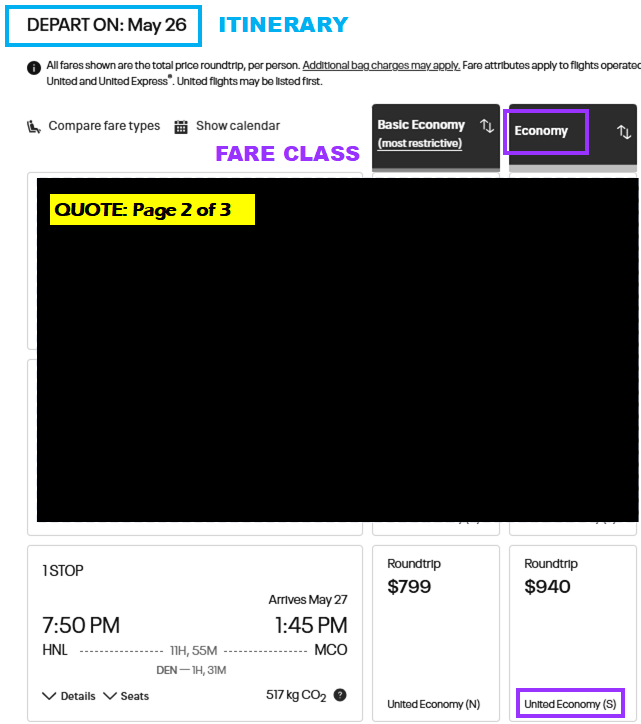 DEPART ON: May 26 ITINERARY
All fares shown are the total price roundtrip, per person. Additional bag charges may apply. Fare attributes apply to flights operated
United and United Express®. United flights may be listed first.
Compare fare types Show calendar
Basic Economy
(most restrictive)
Economy
FARE CLASS
QUOTE: Page 2 of 3
1 STOP
Arrives May 27
7:50 PM 1:45 PM
HNL 11H, 55M MCO
DEN — 1H, 31M
Details Seats 517 kg CO2 ?
Roundtrip
$799
United Economy (N)
Roundtrip
$940
United Economy (S)